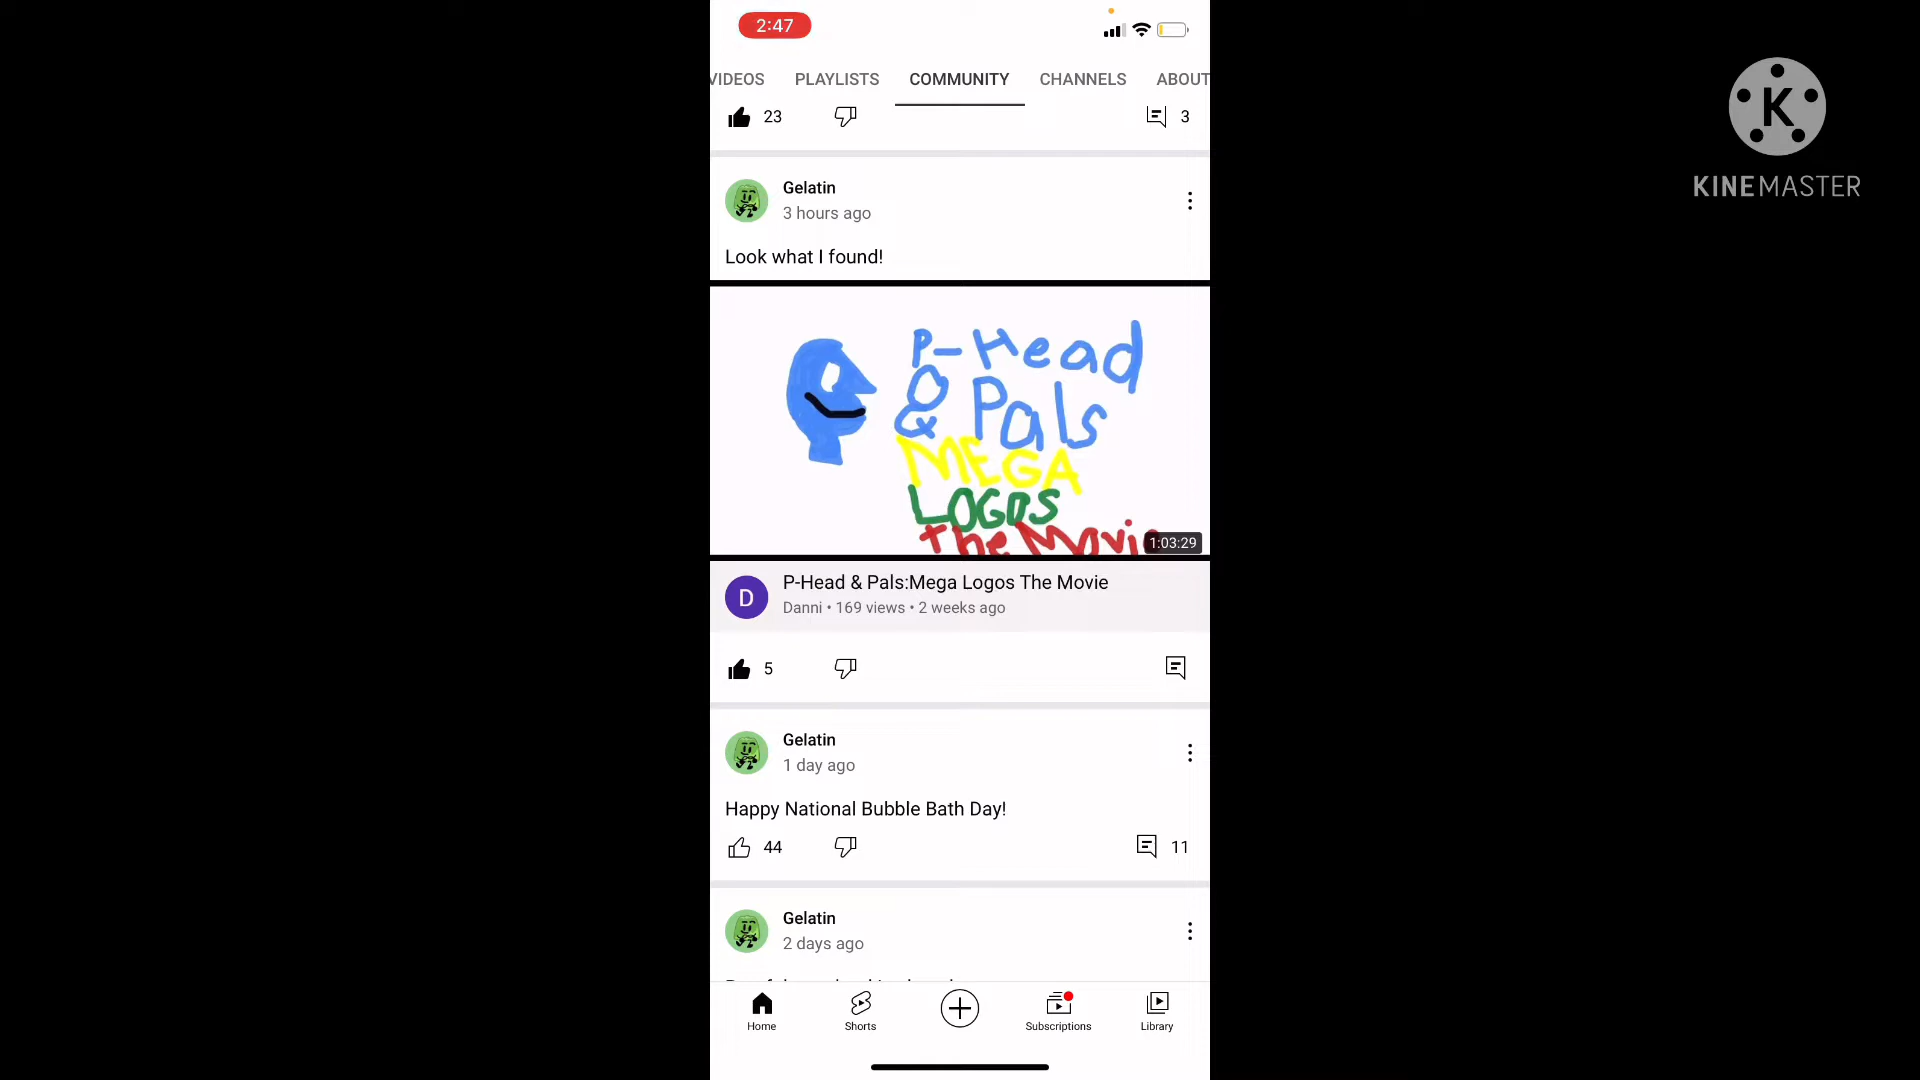 2:47
VIDEOS PLAYLISTS COMMUNITY CHANNELS ABOUT
23 3
Gelatin
3 hours ago
Look what I found!
P-Head
& Pals
MEGA
LOGOS
The Movie
1:03:29
D
P-Head & Pals:Mega Logos The Movie
Danni • 169 views • 2 weeks ago
5
Gelatin
1 day ago
Happy National Bubble Bath Day!
44 11
Gelatin
2 days ago
Home Shorts Subscriptions Library
K
KINEMASTER